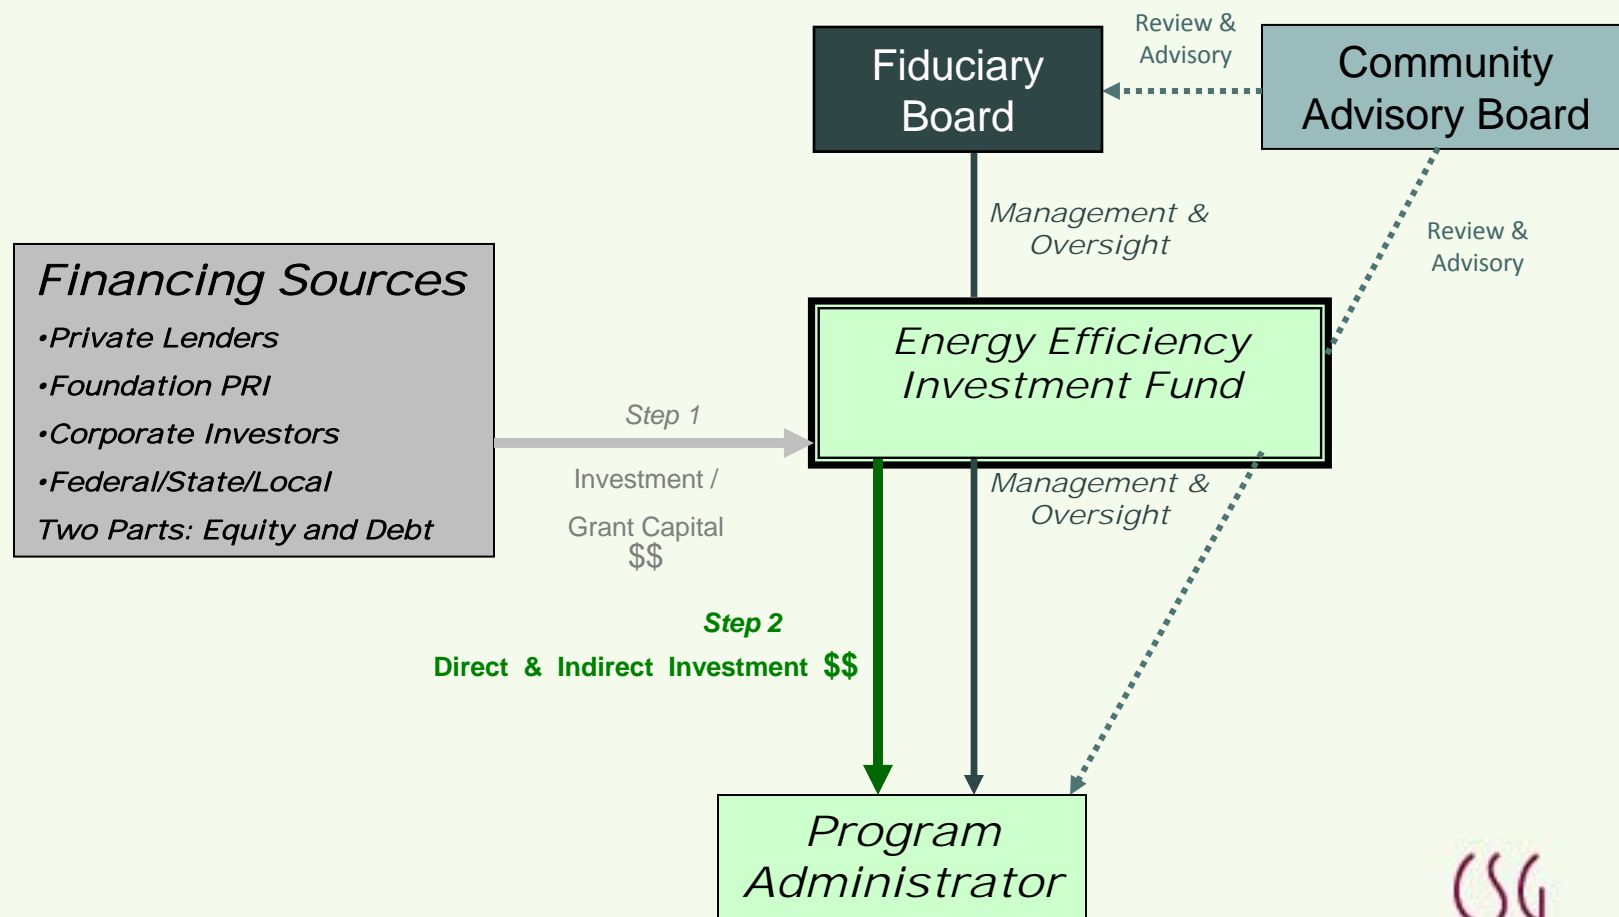 Review &
Advisory
Fiduciary
Board
Community
Advisory Board
Management &
Oversight
Review &
Advisory
Financing Sources
•Private Lenders
•Foundation PRI
•Corporate Investors
•Federal/State/Local
Two Parts: Equity and Debt
Energy Efficiency
Investment Fund
Step 1
Investment /
Grant Capital
$$
Management &
Oversight
Step 2
Direct & Indirect Investment $$
Program
Administrator
CSG